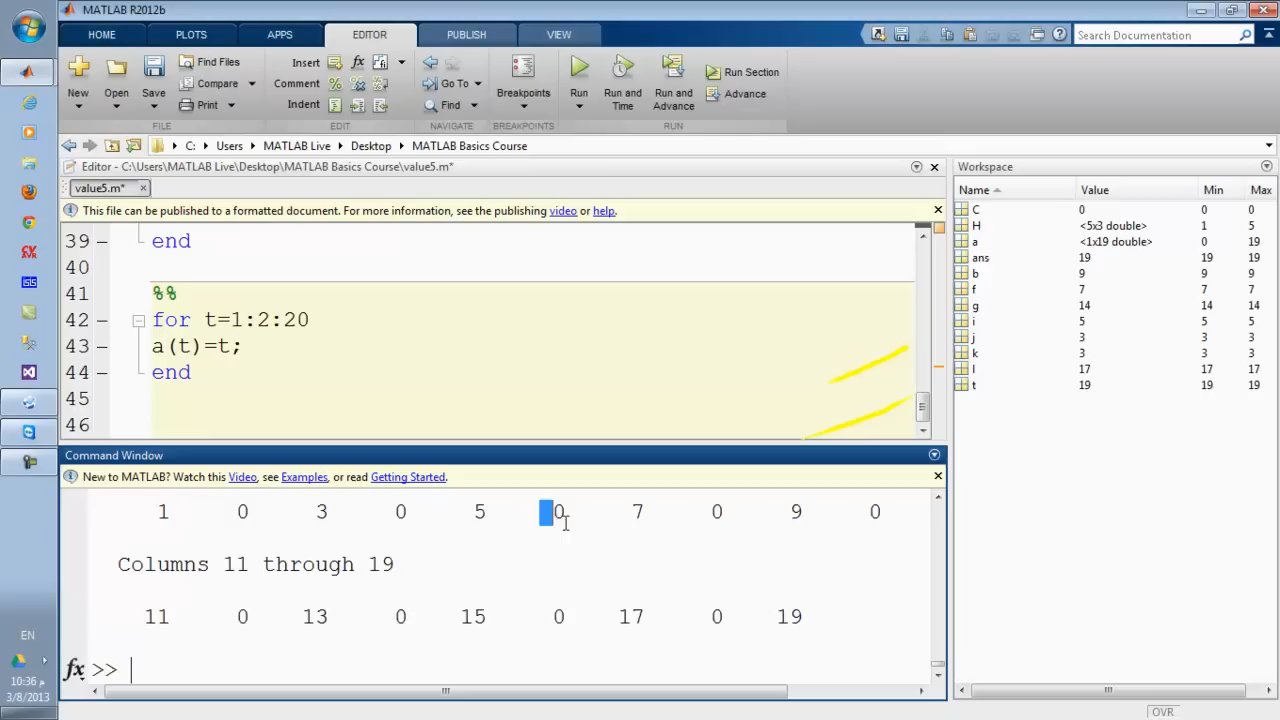 MATLAB R2012b
HOME PLOTS APPS EDITOR PUBLISH VIEW Search Documentation
New Open Save Find Files Compare Print
Insert Comment Indent
Go To Find
Breakpoints
Run Run and Time Run and Advance Run Section Advance
FILE EDIT NAVIGATE BREAKPOINTS RUN
C: Users MATLAB Live Desktop MATLAB Basics Course
Editor - C:\Users\MATLAB Live\Desktop\MATLAB Basics Course\value5.m*
value5.m*
This file can be published to a formatted document. For more information, see the publishing video or help.
39 – end
40
41 %%
42 – for t=1:2:20
43 – a(t)=t;
44 – end
45
46
Command Window
New to MATLAB? Watch this Video, see Examples, or read Getting Started.
1 0 3 0 5 0 7 0 9 0
Columns 11 through 19
11 0 13 0 15 0 17 0 19
fx >>
Workspace
Name Value Min Max
C 0 0 0
H <5x3 double> 1 5
a <1x19 double> 0 19
ans 19 19 19
b 9 9 9
f 7 7 7
g 14 14 14
i 5 5 5
j 3 3 3
k 3 3 3
l 17 17 17
t 19 19 19
OVR
EN
10:36 م
3/8/2013